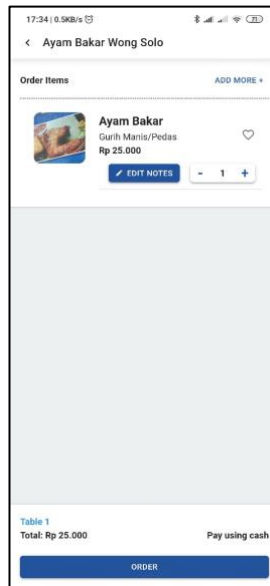 17:34 | 0.5KB/s
71
Ayam Bakar Wong Solo
Order Items ADD MORE +
Ayam Bakar
Gurih Manis/Pedas
Rp 25.000
EDIT NOTES - 1 +
Table 1
Total: Rp 25.000 Pay using cash
ORDER